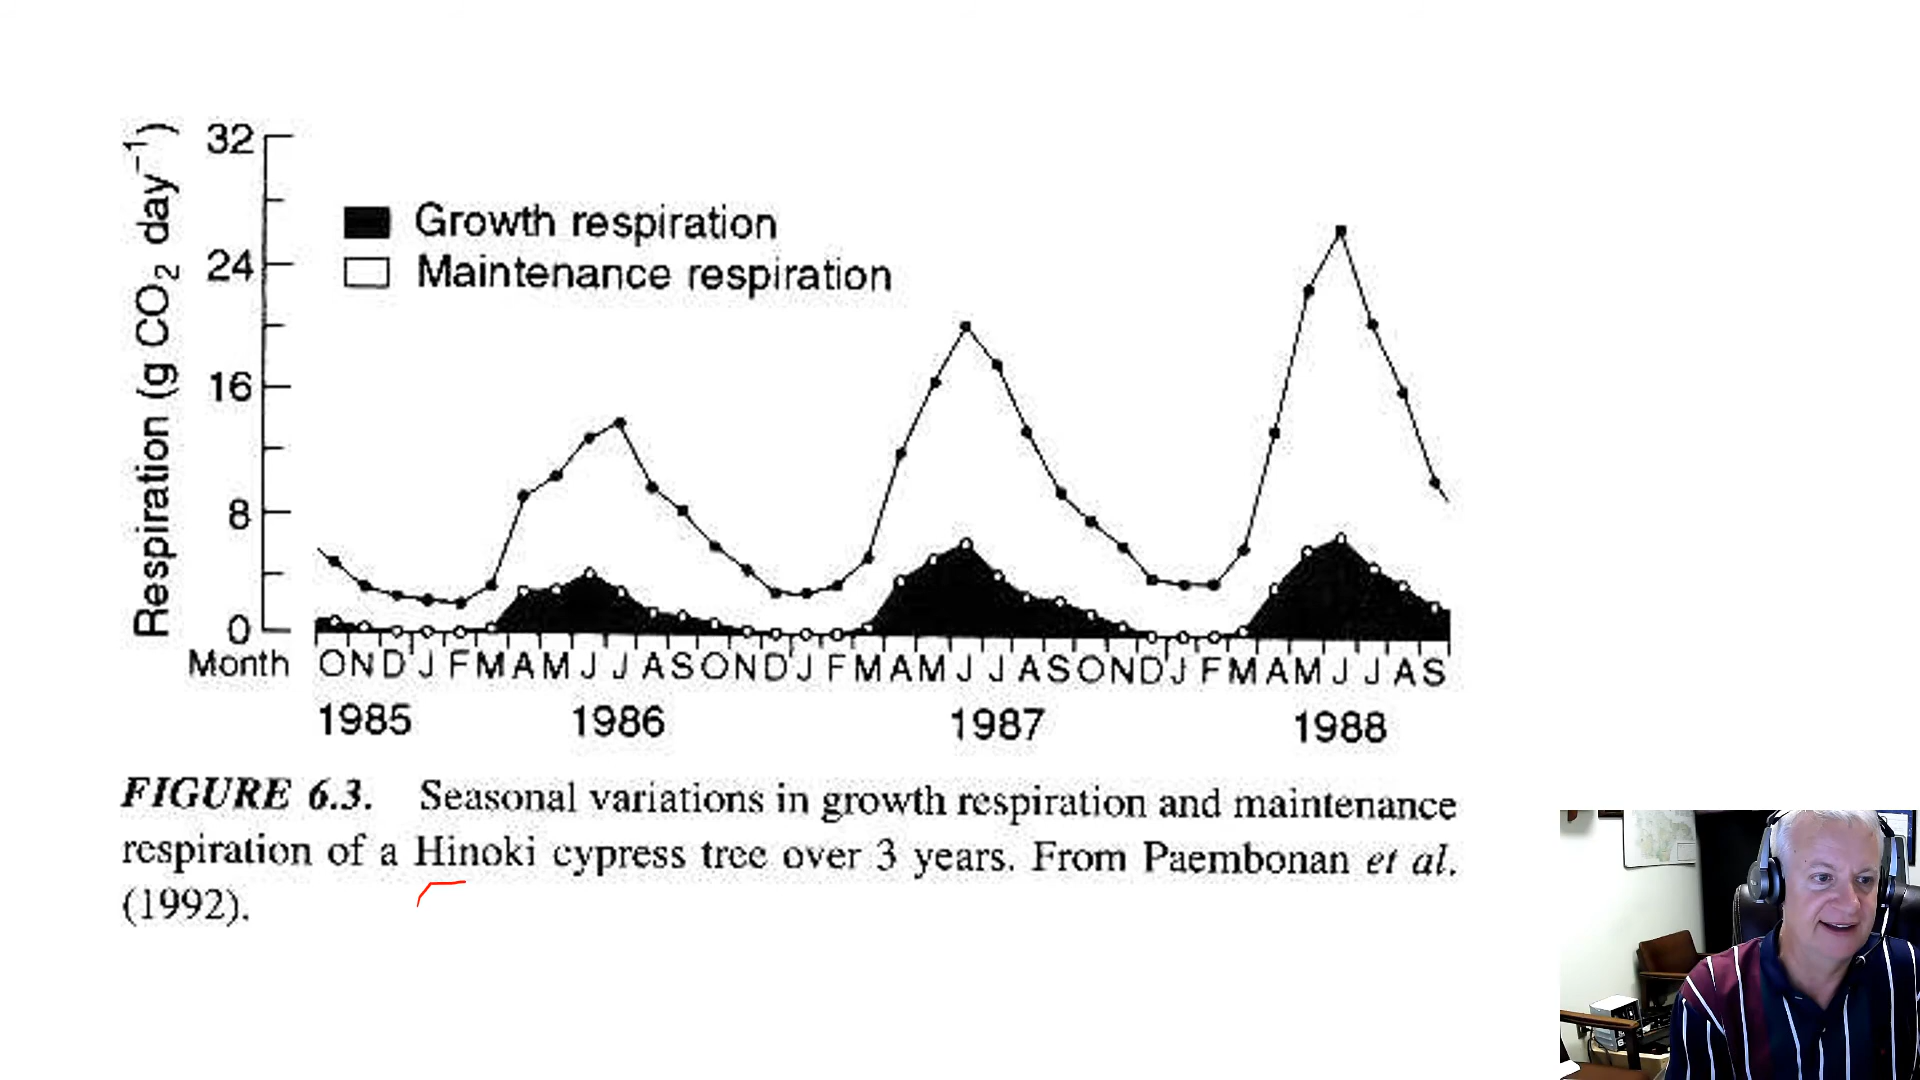 32
24
16
8
0
Respiration (g CO2 day−1)
Growth respiration
Maintenance respiration
Month O N D J F M A M J J A S O N D J F M A M J J A S O N D J F M A M J J A S
1985 1986 1987 1988
FIGURE 6.3. Seasonal variations in growth respiration and maintenance
respiration of a Hinoki cypress tree over 3 years. From Paembonan et al.
(1992).